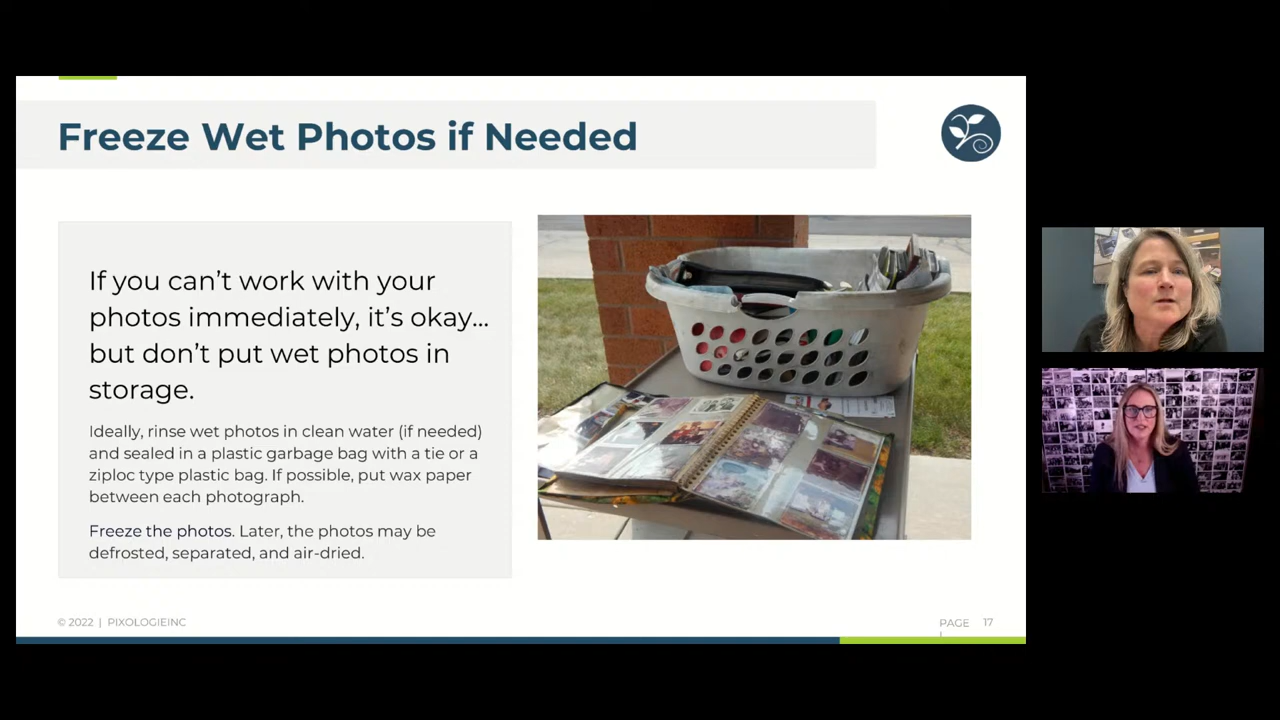 Freeze Wet Photos if Needed
If you can't work with your
photos immediately, it's okay...
but don't put wet photos in
storage.
Ideally, rinse wet photos in clean water (if needed)
and sealed in a plastic garbage bag with a tie or a
ziploc type plastic bag. If possible, put wax paper
between each photograph.
Freeze the photos. Later, the photos may be
defrosted, separated, and air-dried.
© 2022 | PIXOLOGIEINC
PAGE 17
|